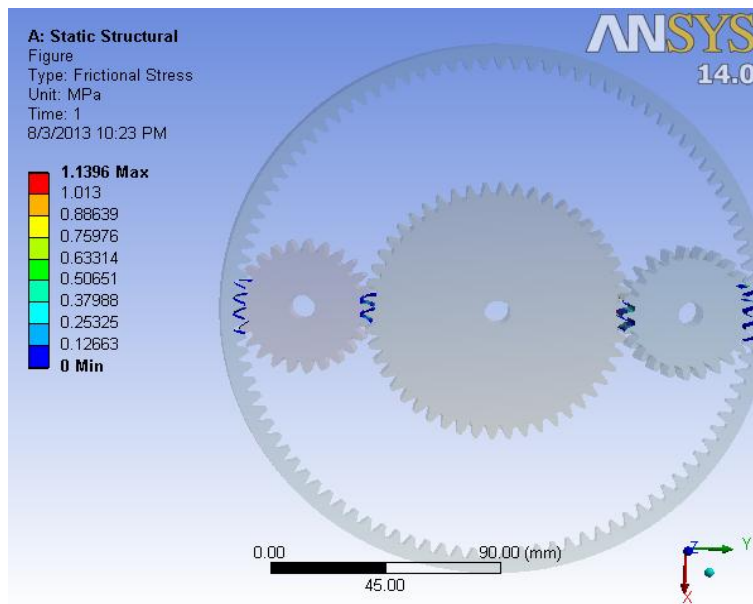 A: Static Structural
Figure
Type: Frictional Stress
Unit: MPa
Time: 1
8/3/2013 10:23 PM
ANSYS
14.0
1.1396 Max
1.013
0.88639
0.75976
0.63314
0.50651
0.37988
0.25325
0.12663
0 Min
0.00
90.00 (mm)
45.00
Z
Y
X